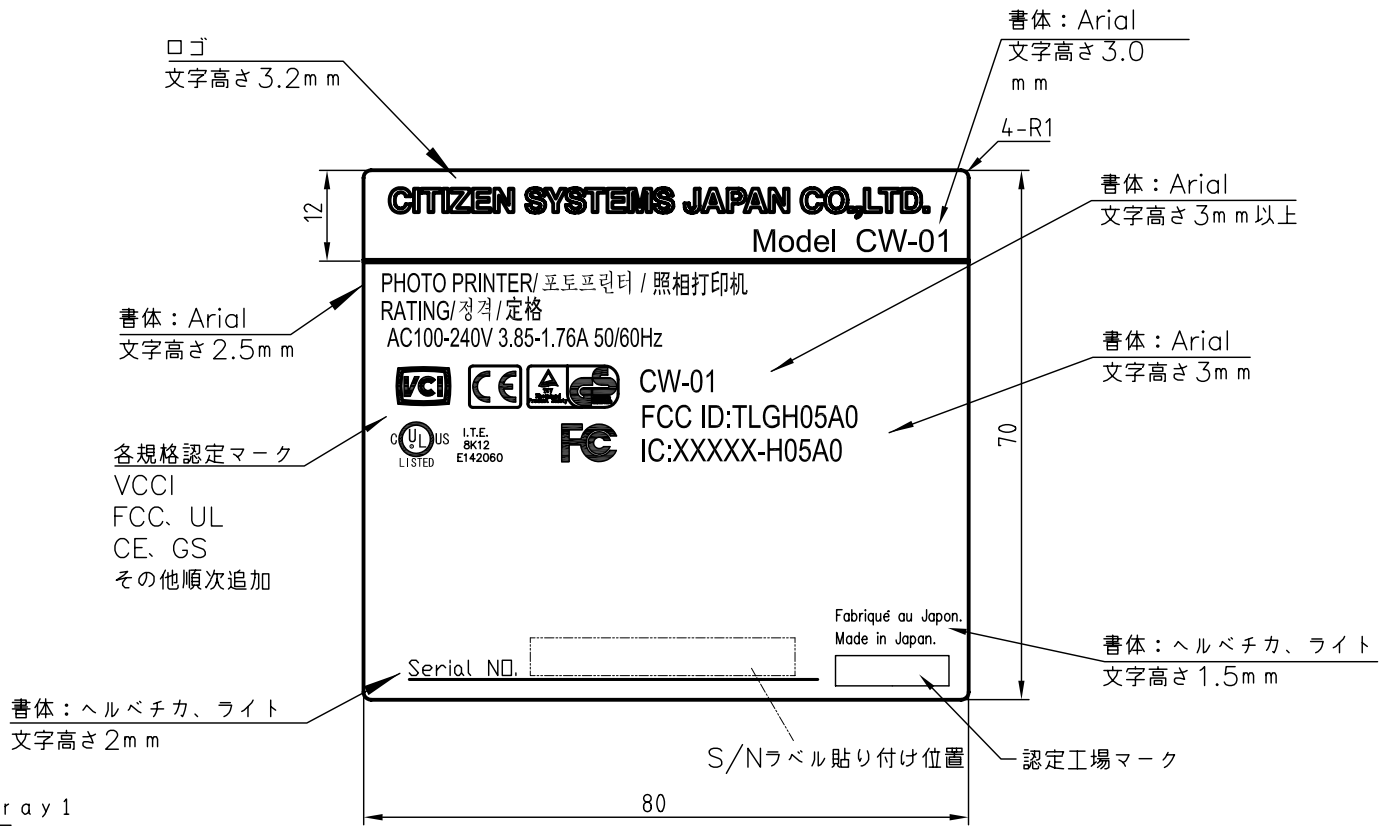 ロゴ
文字高さ3.2mm
書体：Arial
文字高さ3.0
mm
4-R1
12
CITIZEN SYSTEMS JAPAN CO.,LTD.
Model CW-01
書体：Arial
文字高さ3mm以上
PHOTO PRINTER/포토프린터 / 照相打印机
RATING/정격/定格
AC100-240V 3.85-1.76A 50/60Hz
書体：Arial
文字高さ2.5mm
書体：Arial
文字高さ3mm
VCI
CE
GS
CW-01
FCC ID:TLGH05A0
IC:XXXXX-H05A0
C UL US
LISTED
I.T.E.
8K12
E142060
FC
70
各規格認定マーク
VCCI
FCC、UL
CE、GS
その他順次追加
Fabriqué au Japon.
Made in Japan.
Serial NO.
書体：ヘルベチカ、ライト
文字高さ1.5mm
書体：ヘルベチカ、ライト
文字高さ2mm
S/Nラベル貼り付け位置
認定工場マーク
80
ray1